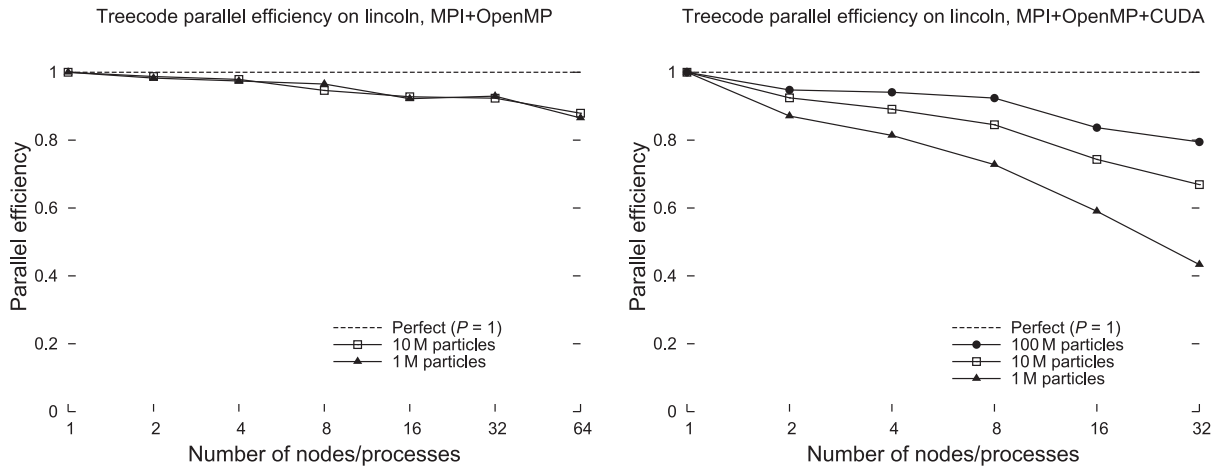 Treecode parallel efficiency on lincoln, MPI+OpenMP
1
0.8
0.6
0.4
0.2
0
Parallel efficiency
Perfect (P = 1)
10 M particles
1 M particles
1 2 4 8 16 32 64
Number of nodes/processes
Treecode parallel efficiency on lincoln, MPI+OpenMP+CUDA
1
0.8
0.6
0.4
0.2
0
Parallel efficiency
Perfect (P = 1)
100 M particles
10 M particles
1 M particles
1 2 4 8 16 32
Number of nodes/processes